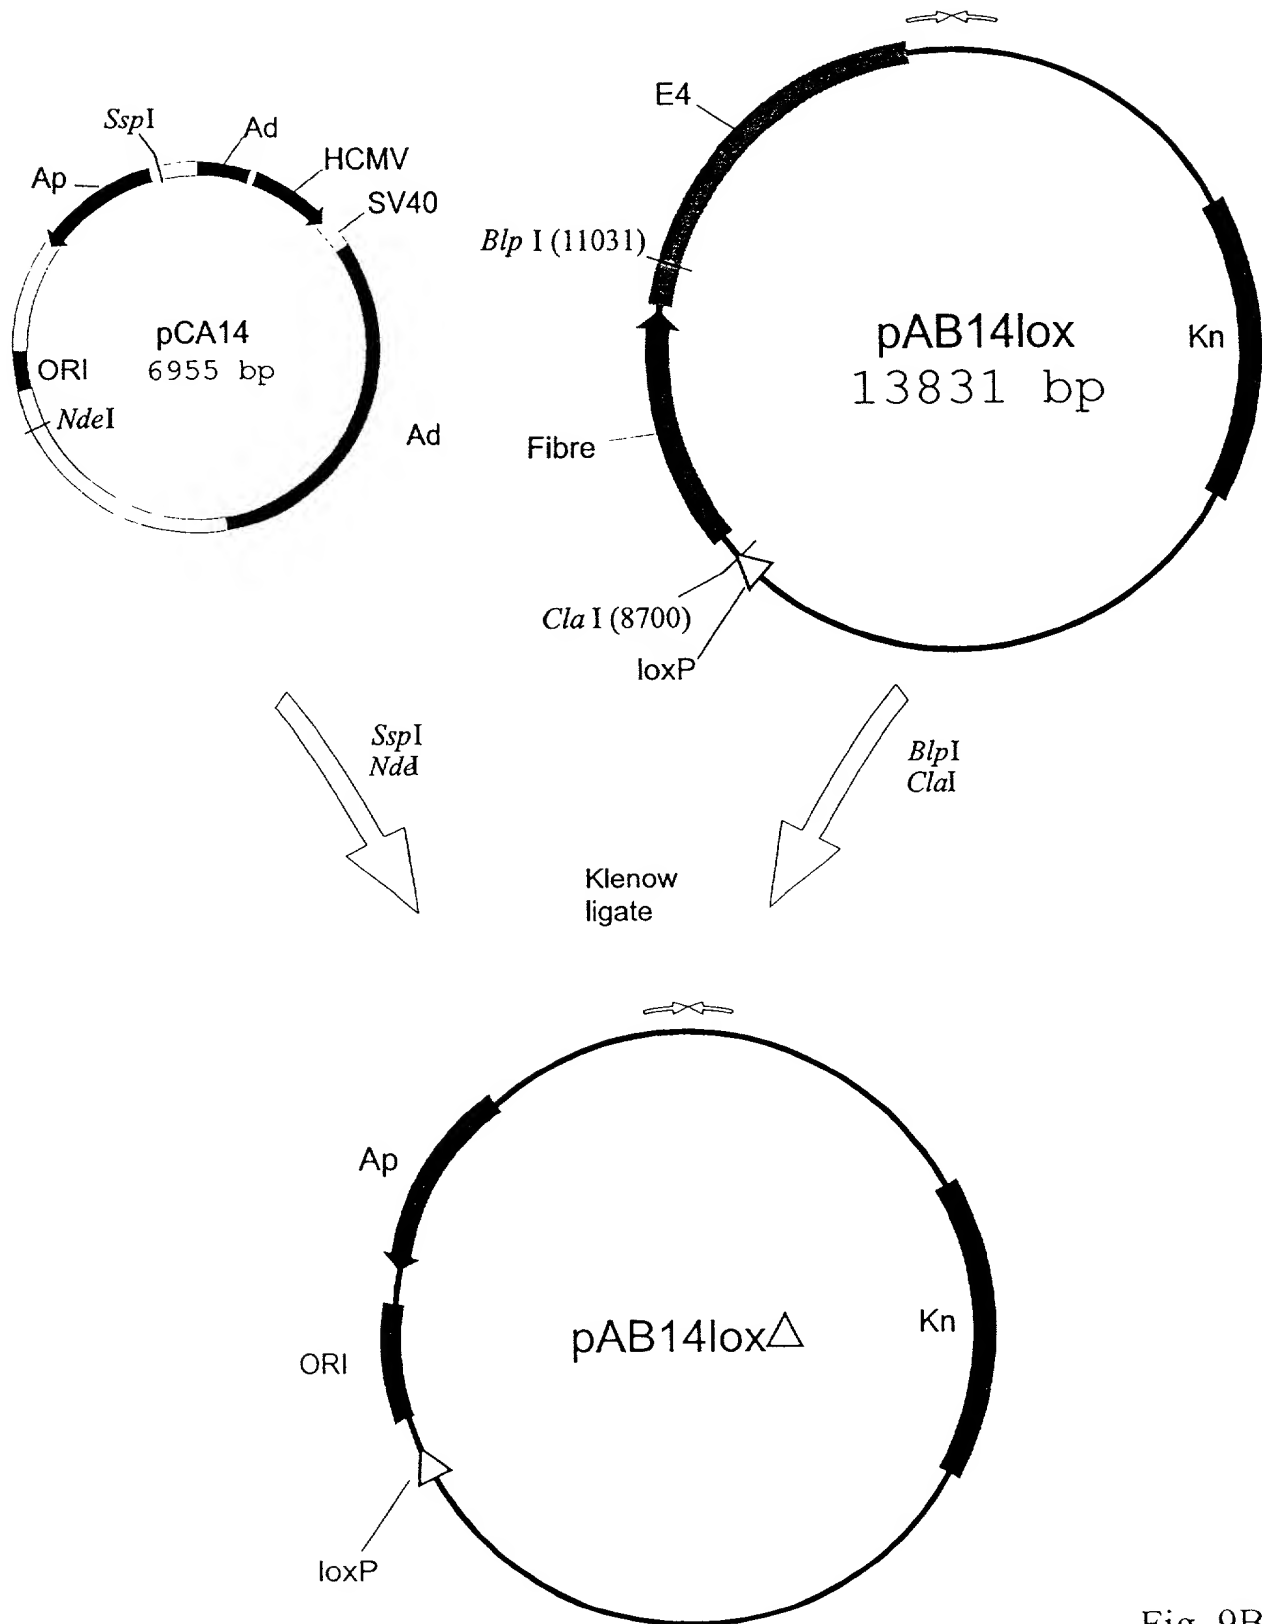 SspI
Ad
HCMV
Ap
SV40
pCA14
6955 bp
ORI
NdeI
Ad
E4
Blp I (11031)
pAB14lox
13831 bp
Kn
Fibre
Cla I (8700)
loxP
SspI
NdeI
BlpI
ClaI
Klenow
ligate
Ap
pAB14lox△
Kn
ORI
loxP
Fig. 9B